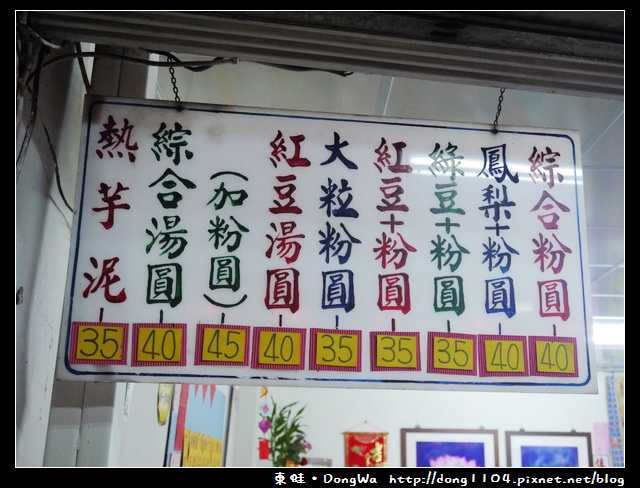 綜合粉圓 40
鳳梨+粉圓 40
綠豆+粉圓 35
紅豆+粉圓 35
大粒粉圓 35
紅豆湯圓 40
(加粉圓) 45
綜合湯圓 40
熱芋泥 35
東旺·DongWa http://dong1104.pixnet.net/blog